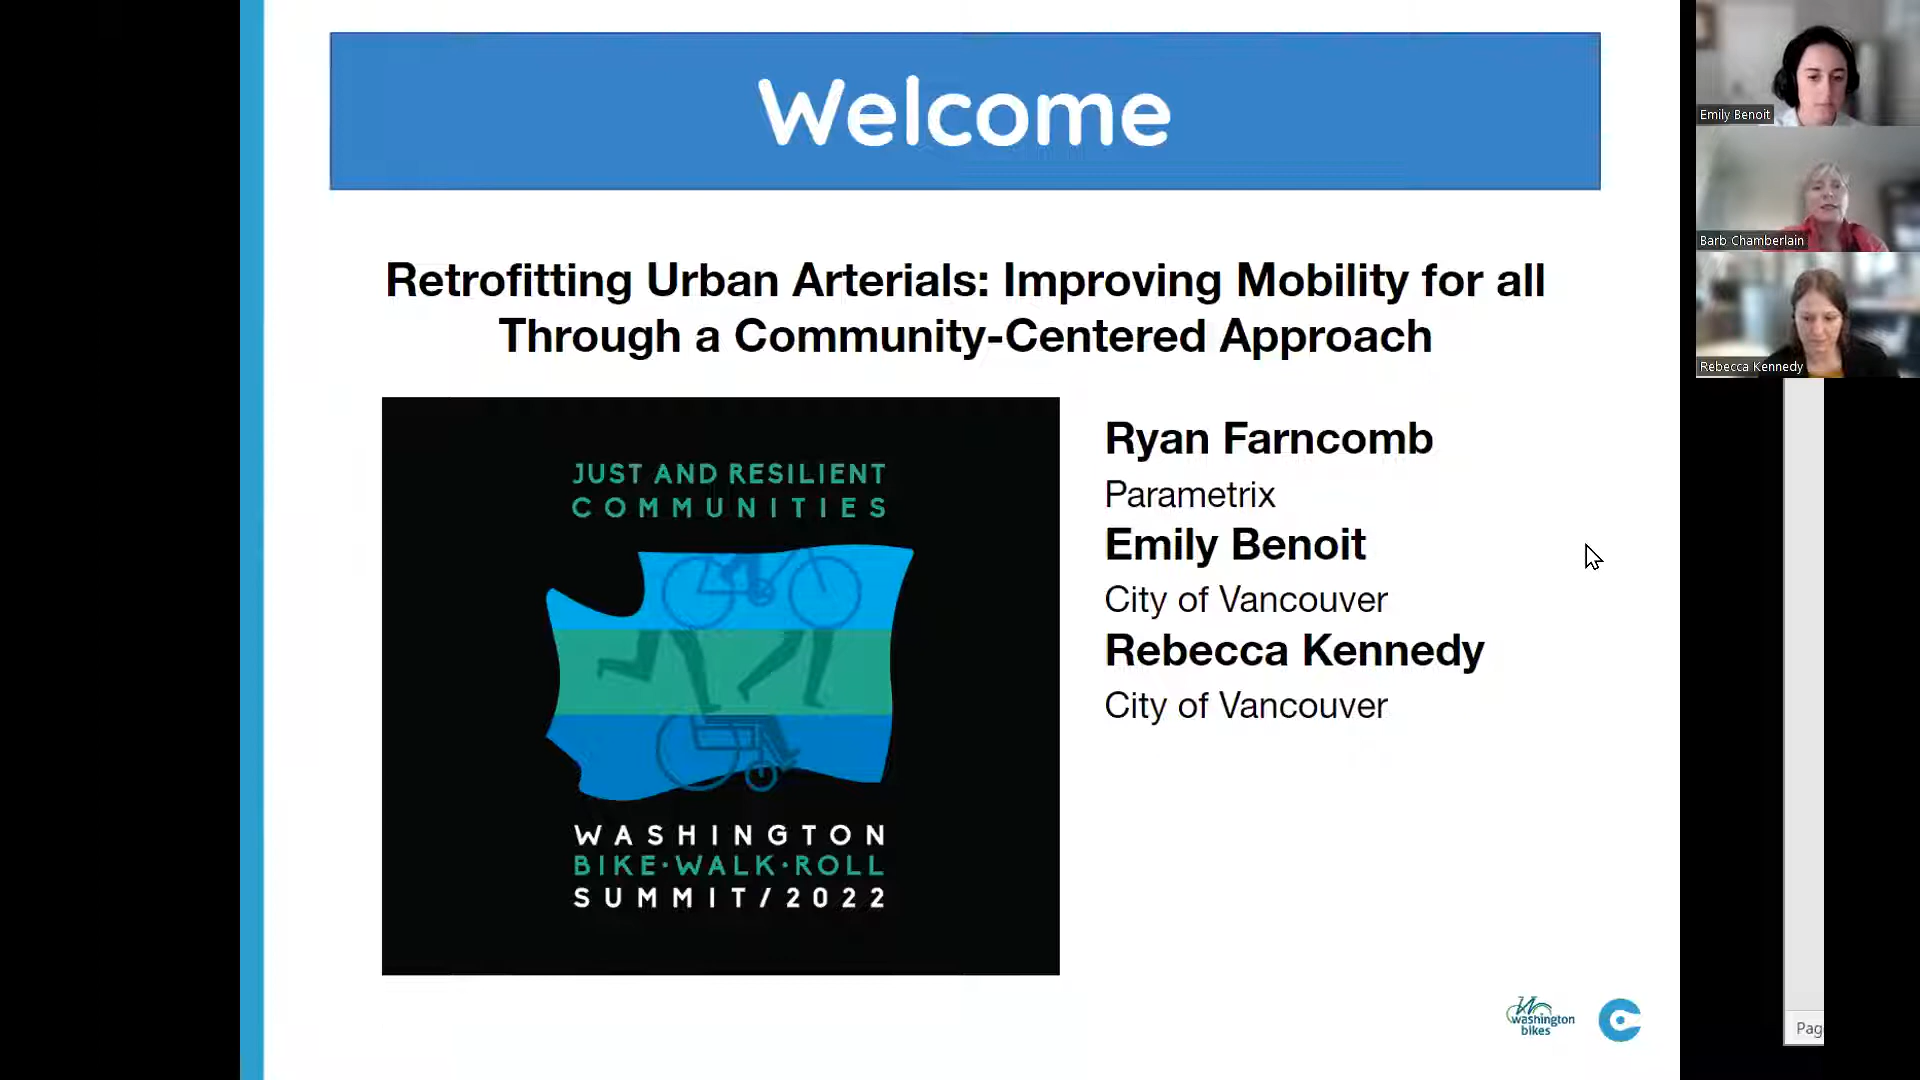 Welcome
Retrofitting Urban Arterials: Improving Mobility for all
Through a Community-Centered Approach
JUST AND RESILIENT
COMMUNITIES
WASHINGTON
BIKE·WALK·ROLL
SUMMIT/2022
Ryan Farncomb
Parametrix
Emily Benoit
City of Vancouver
Rebecca Kennedy
City of Vancouver
washington
bikes
Emily Benoit
Barb Chamberlain
Rebecca Kennedy
Pag